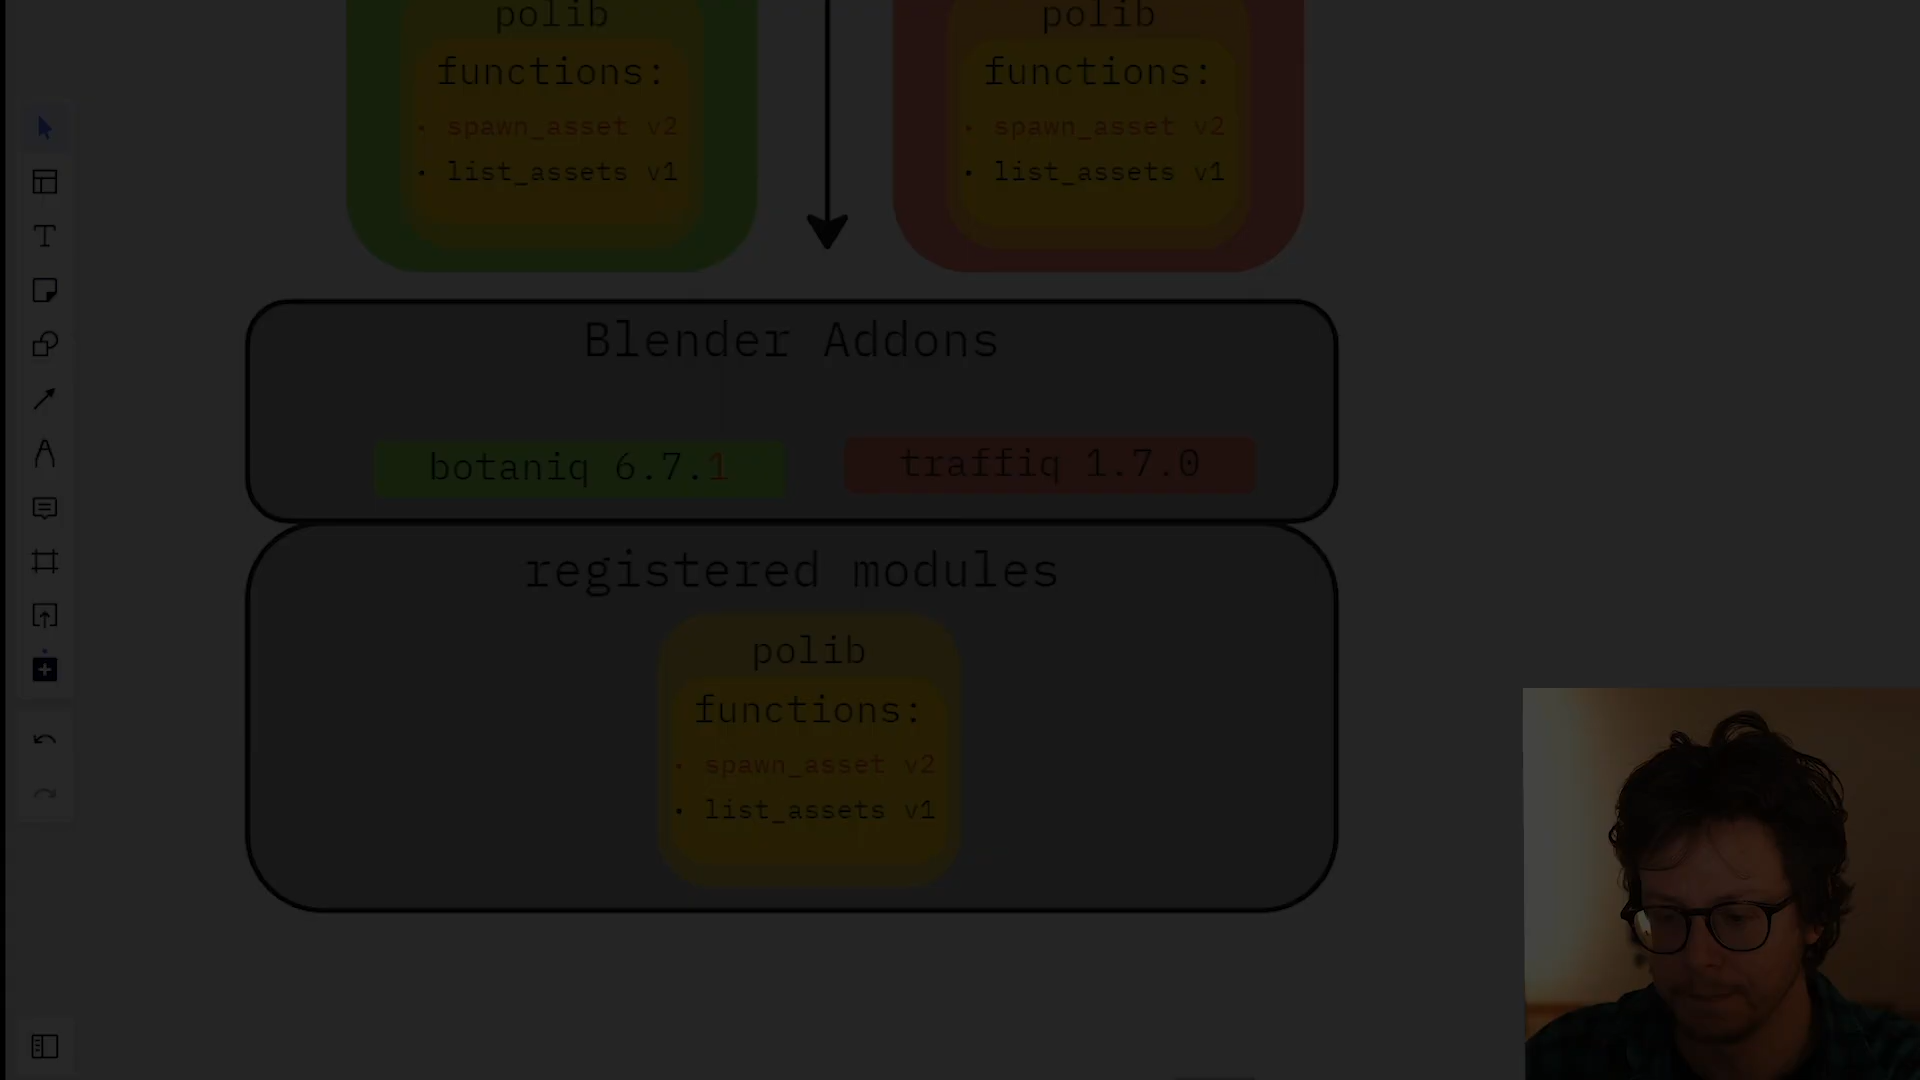 polib
functions:
· spawn_asset v2
· list_assets v1
polib
functions:
· spawn_asset v2
· list_assets v1
Blender Addons
botaniq 6.7.1
traffiq 1.7.0
registered modules
polib
functions:
· spawn_asset v2
· list_assets v1